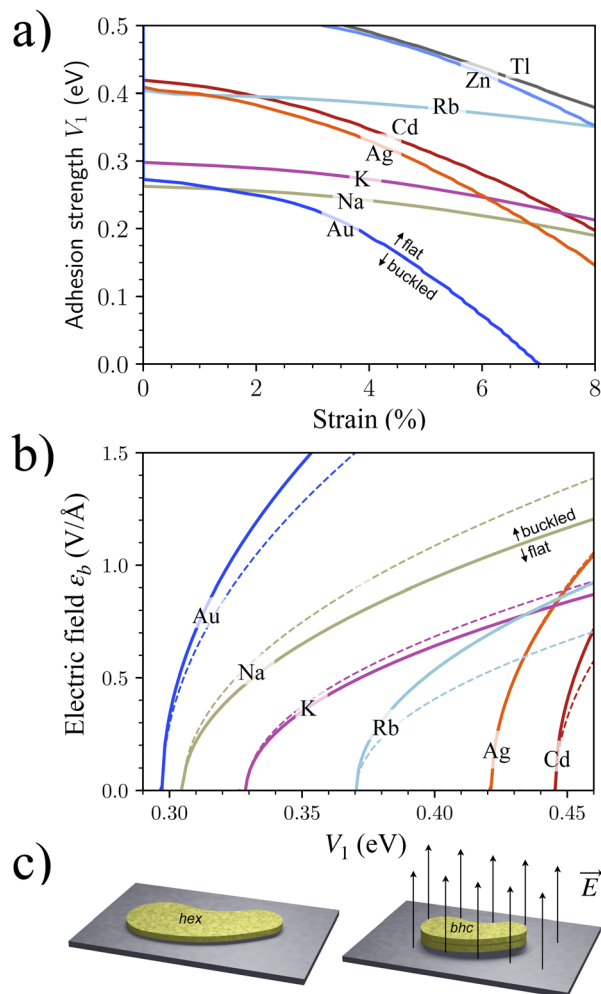 a)
Adhesion strength V₁ (eV)
0.5
0.4
0.3
0.2
0.1
0.0
Tl
Zn
Rb
Cd
Ag
K
Na
Au
↑ flat
↓ buckled
0
2
4
6
8
Strain (%)
b)
Electric field ε_b (V/Å)
1.5
1.0
0.5
0.0
↑buckled
↓flat
Au
Na
K
Rb
Ag
Cd
0.30
0.35
0.40
0.45
V₁ (eV)
c)
hex
bhc
E